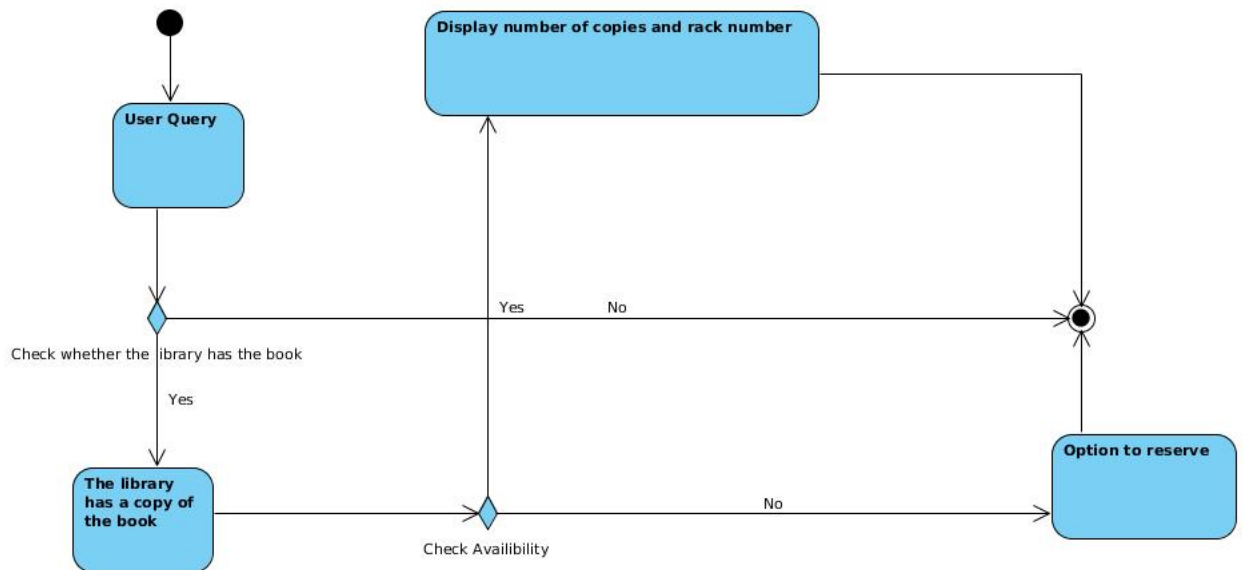 Display number of copies and rack number
User Query
Yes
No
Check whether the library has the book
Yes
The library
has a copy of
the book
Option to reserve
No
Check Availibility